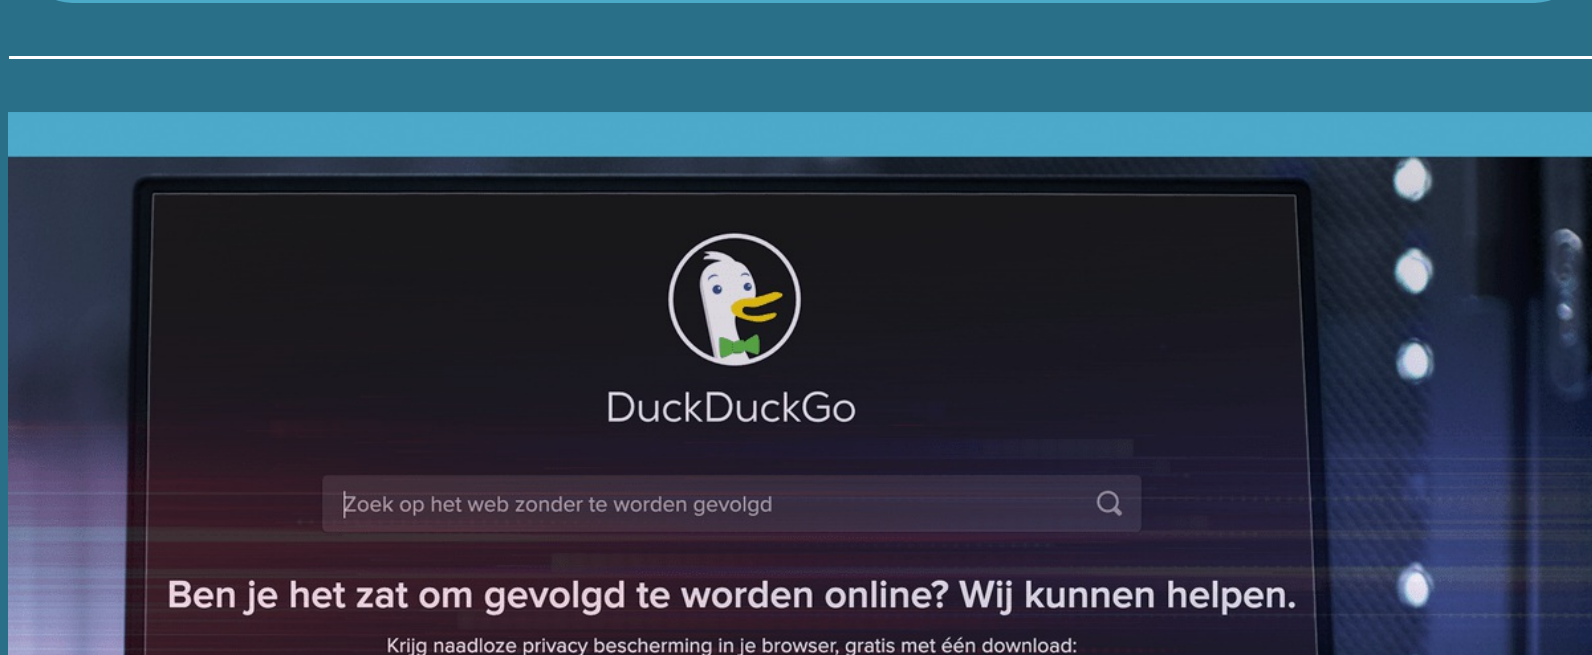 DuckDuckGo
Zoek op het web zonder te worden gevolgd
Ben je het zat om gevolgd te worden online? Wij kunnen helpen.
Krijg naadloze privacy bescherming in je browser, gratis met één download: